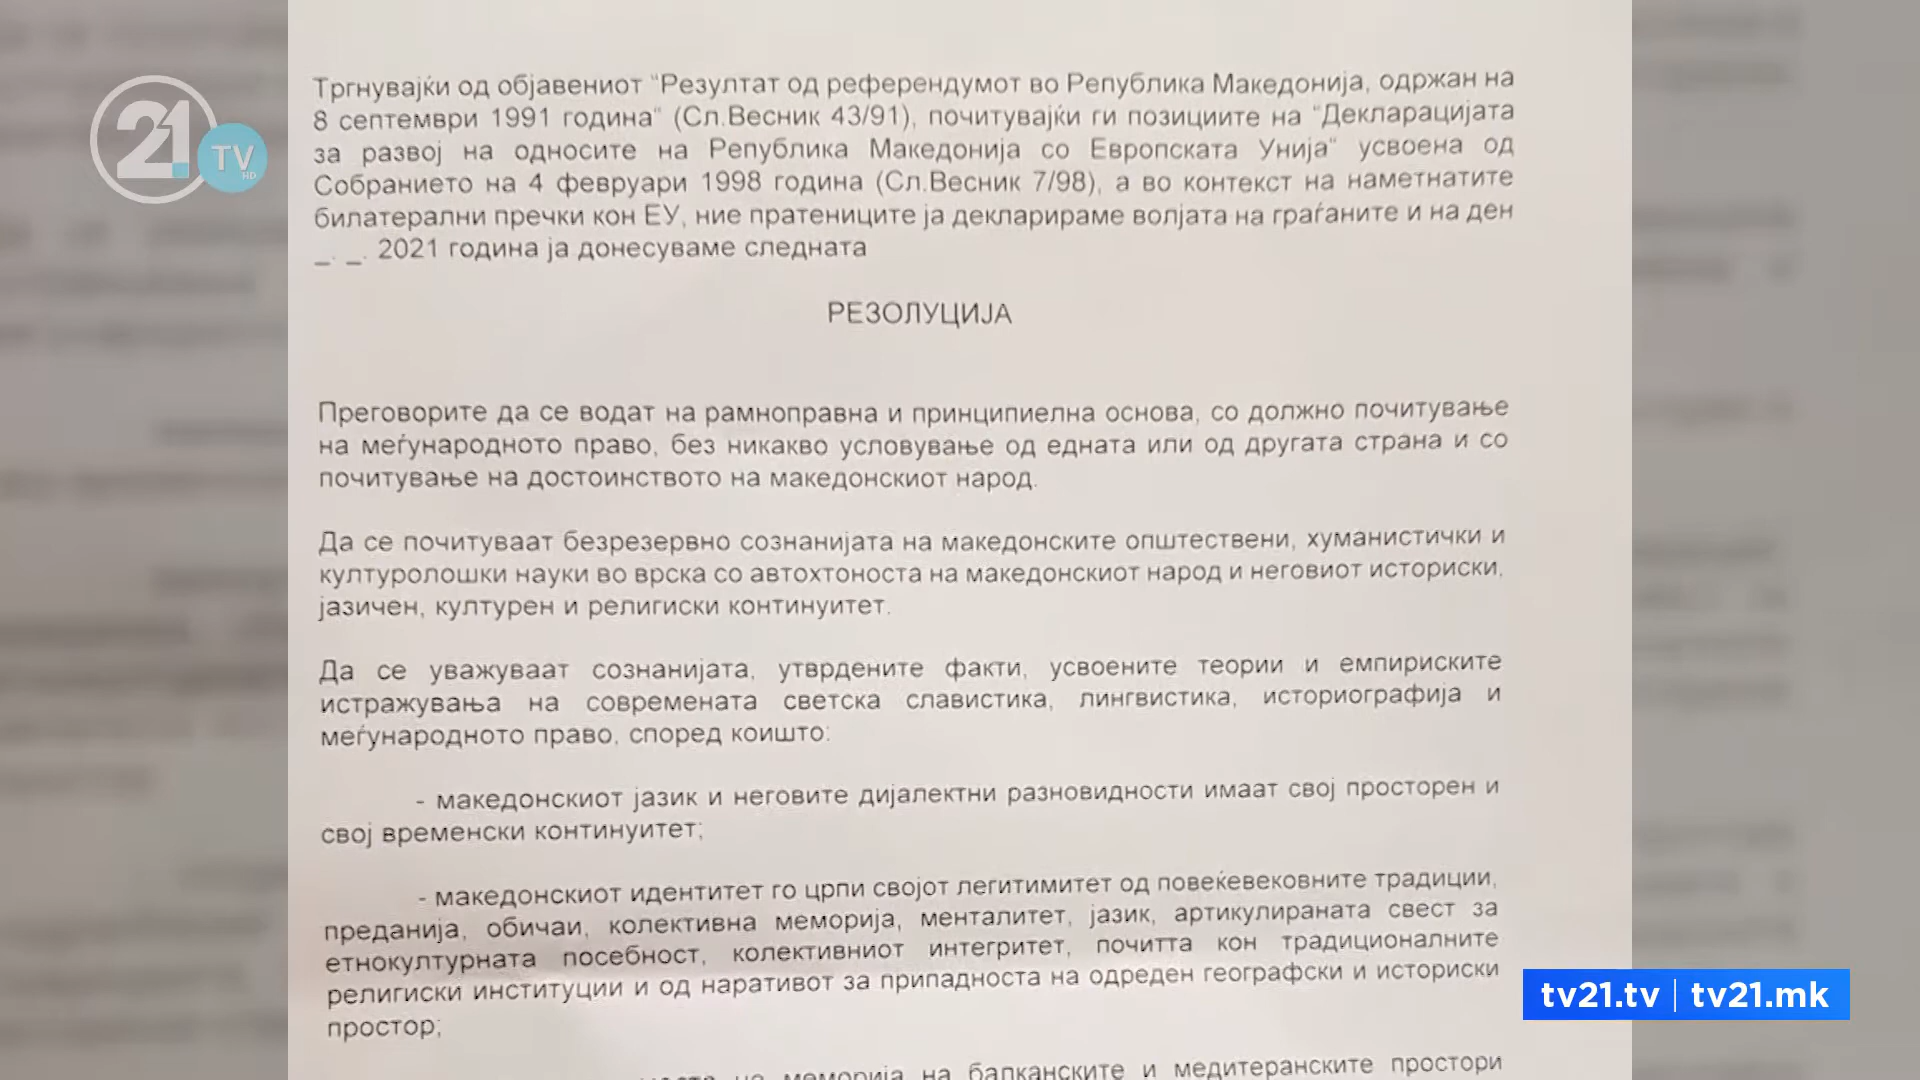 21
TV
HD
Тргнувајќи од објавениот “Резултат од референдумот во Република Македонија, одржан на
8 септември 1991 година“ (Сл.Весник 43/91), почитувајќи ги позициите на “Декларацијата
за развој на односите на Република Македонија со Европската Унија“ усвоена од
Собранието на 4 февруари 1998 година (Сл.Весник 7/98), а во контекст на наметнатите
билатерални пречки кон ЕУ, ние пратениците ја декларираме волјата на граѓаните и на ден
_. _. 2021 година ја донесуваме следната
РЕЗОЛУЦИЈА
Преговорите да се водат на рамноправна и принципиелна основа, со должно почитување
на меѓународното право, без никакво условување од едната или од другата страна и со
почитување на достоинството на македонскиот народ.
Да се почитуваат безрезервно сознанијата на македонските општествени, хуманистички и
културолошки науки во врска со автохтоноста на македонскиот народ и неговиот историски,
јазичен, културен и религиски континуитет.
Да се уважуваат сознанијата, утврдените факти, усвоените теории и емпириските
истражувања на современата светска славистика, лингвистика, историографија и
меѓународното право, според коишто:
- македонскиот јазик и неговите дијалектни разновидности имаат свој просторен и
свој временски континуитет;
- македонскиот идентитет го црпи својот легитимитет од повеќевековните традиции,
преданија, обичаи, колективна меморија, менталитет, јазик, артикулираната свест за
етнокултурната посебност, колективниот интегритет, почитта кон традиционалните
религиски институции и од наративот за припадноста на одреден географски и историски
простор;
на меморија на балканските и медитеранските простори
tv21.tv | tv21.mk